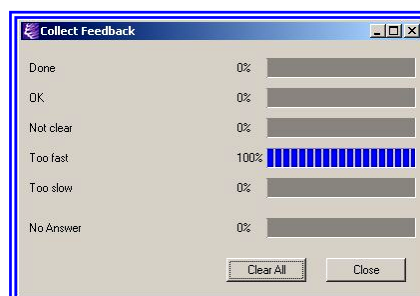 Collect Feedback
Done 0%
OK 0%
Not clear 0%
Too fast 100%
Too slow 0%
No Answer 0%
Clear All Close